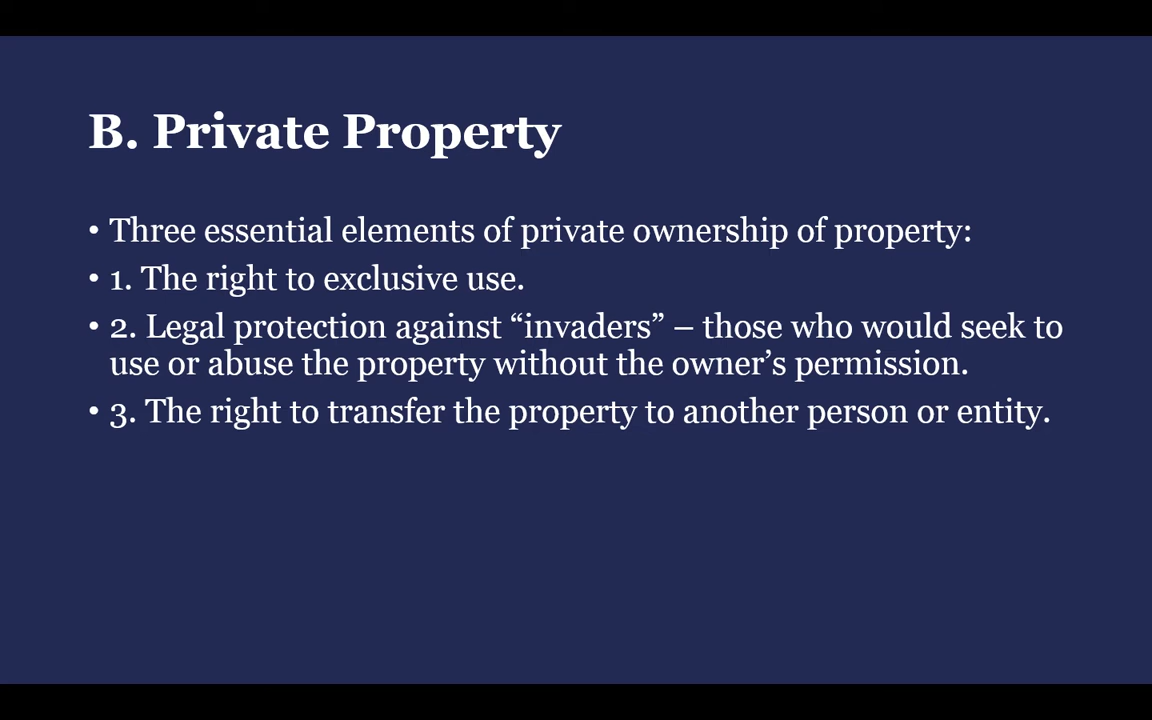 B. Private Property
• Three essential elements of private ownership of property:
• 1. The right to exclusive use.
• 2. Legal protection against “invaders” – those who would seek to
use or abuse the property without the owner’s permission.
• 3. The right to transfer the property to another person or entity.